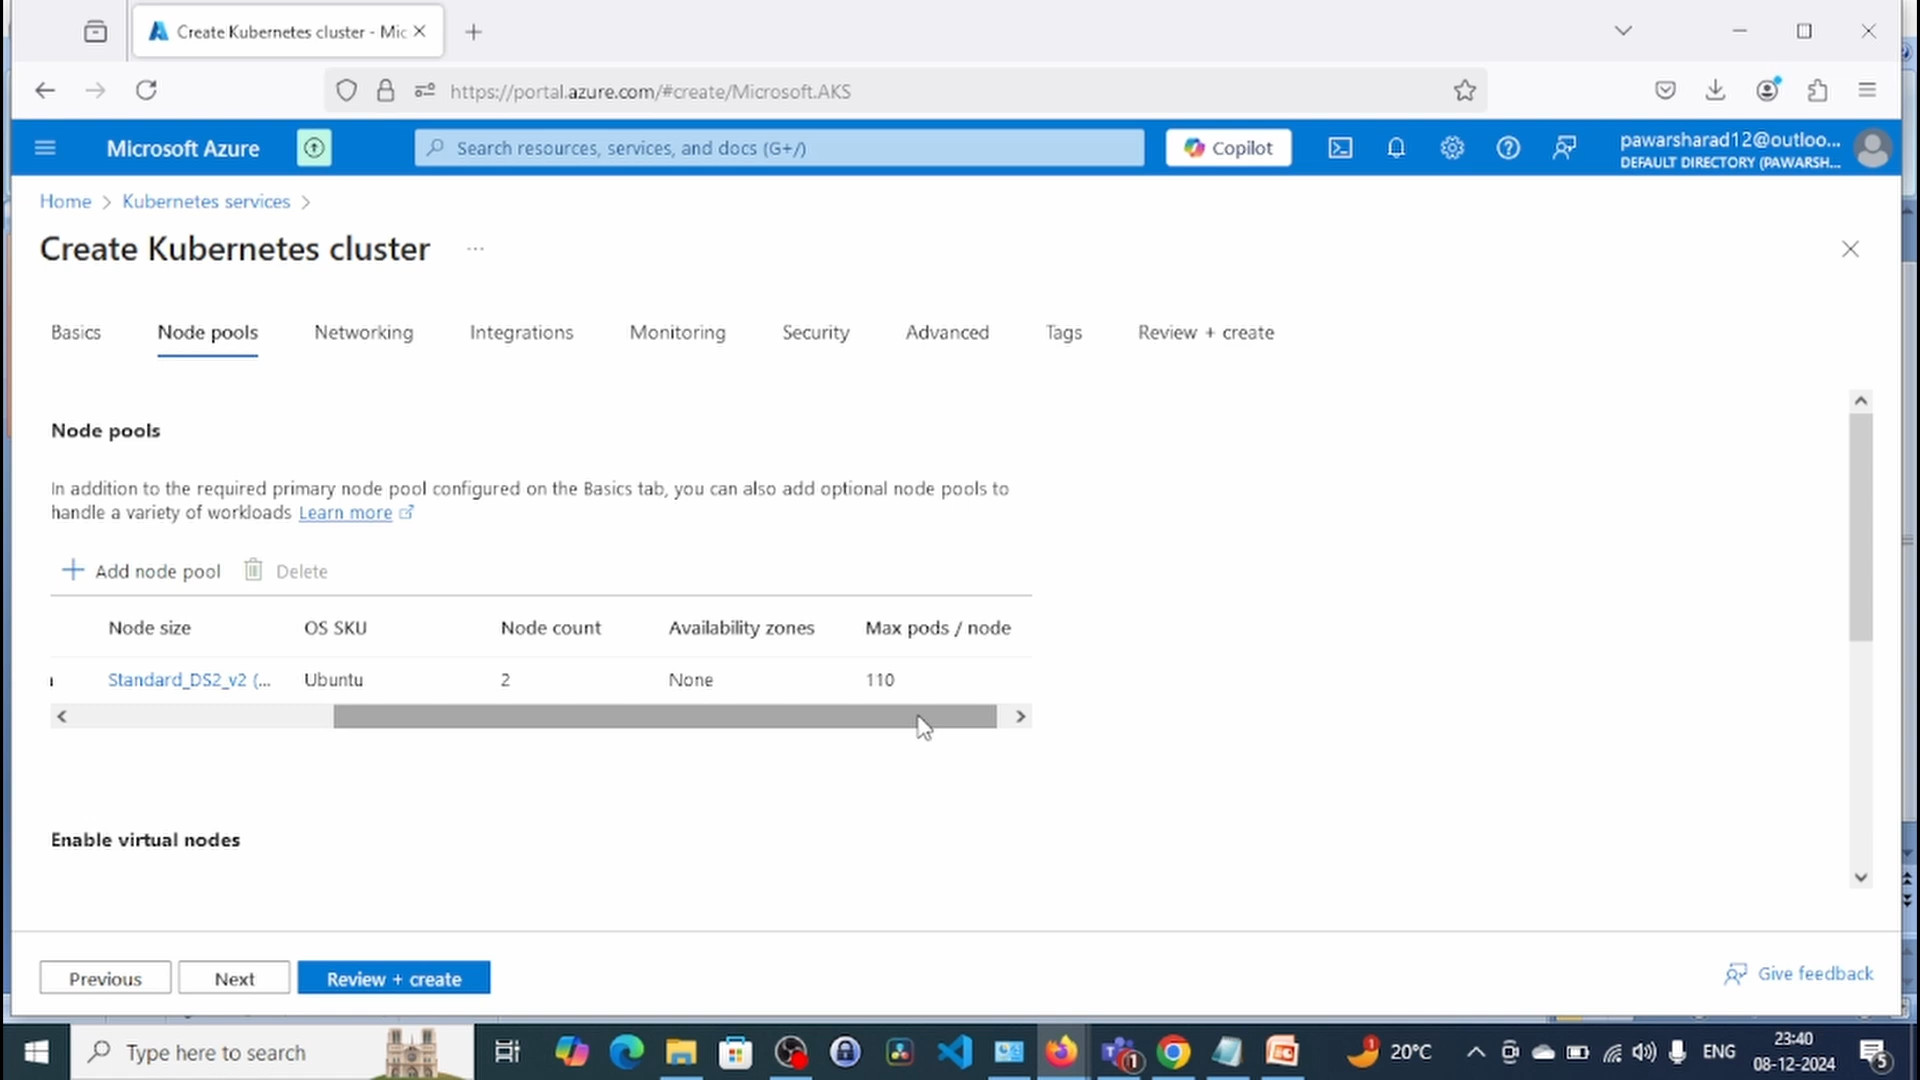 Create Kubernetes cluster - Mic
https://portal.azure.com/#create/Microsoft.AKS
Microsoft Azure
Search resources, services, and docs (G+/)
Copilot
pawarsharad12@outloo...
DEFAULT DIRECTORY (PAWARSH...
Home > Kubernetes services >
Create Kubernetes cluster ...
Basics
Node pools
Networking
Integrations
Monitoring
Security
Advanced
Tags
Review + create
Node pools
In addition to the required primary node pool configured on the Basics tab, you can also add optional node pools to
handle a variety of workloads Learn more
Add node pool
Delete
Node size
OS SKU
Node count
Availability zones
Max pods / node
Standard_DS2_v2 (...
Ubuntu
2
None
110
Enable virtual nodes
Previous
Next
Review + create
Give feedback
Type here to search
1
1
20°C
ENG
23:40
08-12-2024
5